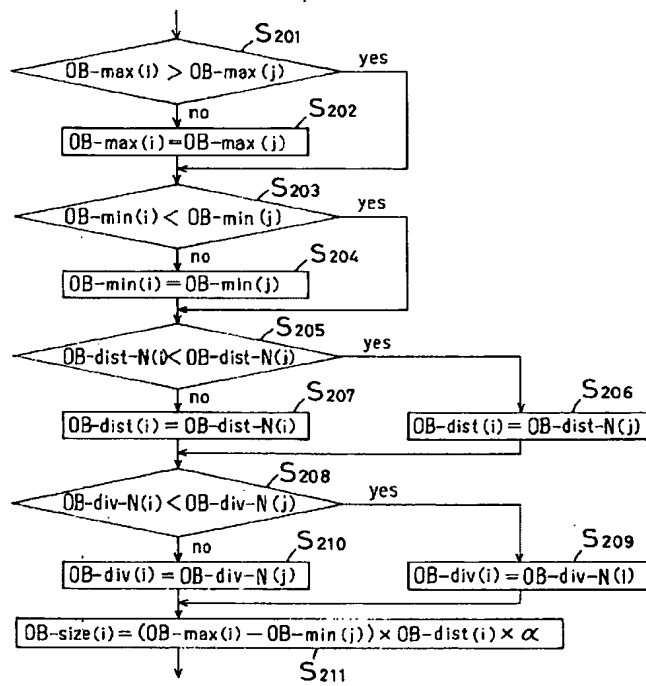 S201
OB-max(i) > OB-max(j)
yes
no
S202
OB-max(i)=OB-max(j)
S203
OB-min(i) < OB-min(j)
yes
no
S204
OB-min(i)=OB-min(j)
S205
OB-dist-N(i)<OB-dist-N(j)
yes
no
S207
OB-dist(i)=OB-dist-N(i)
S206
OB-dist(i)=OB-dist-N(j)
S208
OB-div-N(i)<OB-div-N(j)
yes
no
S210
OB-div(i)=OB-div-N(j)
S209
OB-div(i)=OB-div-N(i)
OB-size(i)=(OB-max(i)-OB-min(j))×OB-dist(i)×α
S211